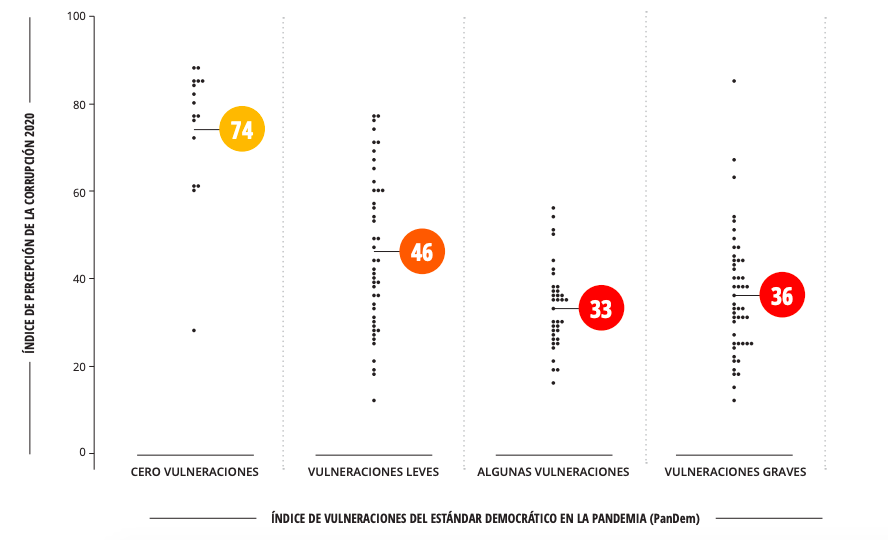 100
80
60
40
20
0
ÍNDICE DE PERCEPCIÓN DE LA CORRUPCIÓN 2020
74
46
33
36
CERO VULNERACIONES
VULNERACIONES LEVES
ALGUNAS VULNERACIONES
VULNERACIONES GRAVES
ÍNDICE DE VULNERACIONES DEL ESTÁNDAR DEMOCRÁTICO EN LA PANDEMIA (PanDem)